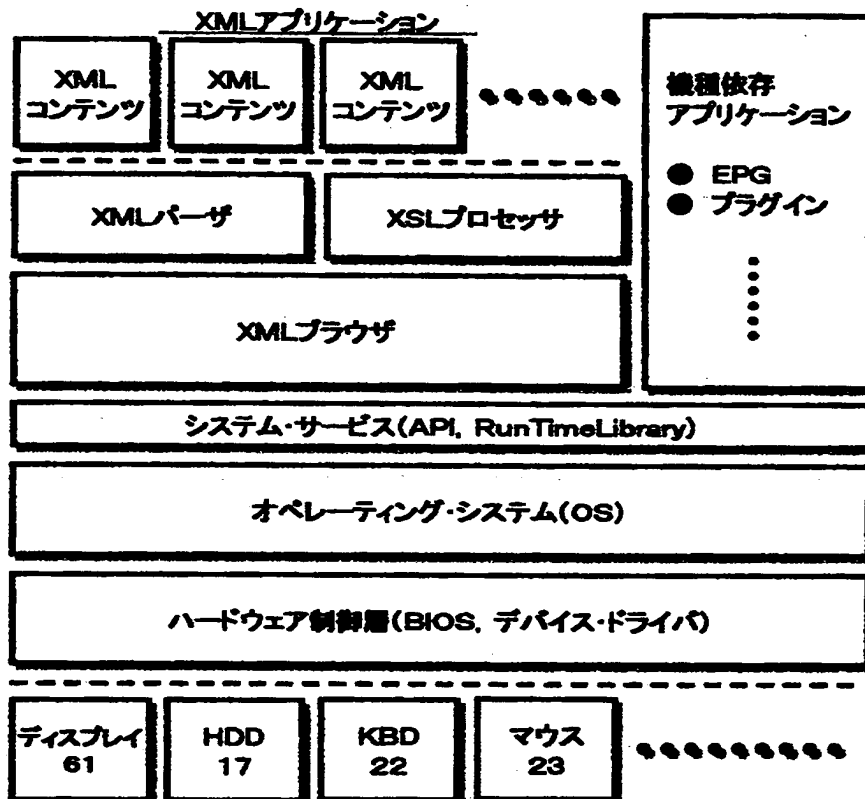 XMLアプリケーション
XML
コンテンツ
XML
コンテンツ
XML
コンテンツ
機種依存
アプリケーション
● EPG
● プラグイン
XMLパーザ
XSLプロセッサ
XMLブラウザ
システム・サービス(API, RunTimeLibrary)
オペレーティング・システム(OS)
ハードウェア制御層(BIOS, デバイス・ドライバ)
ディスプレイ
61
HDD
17
KBD
22
マウス
23